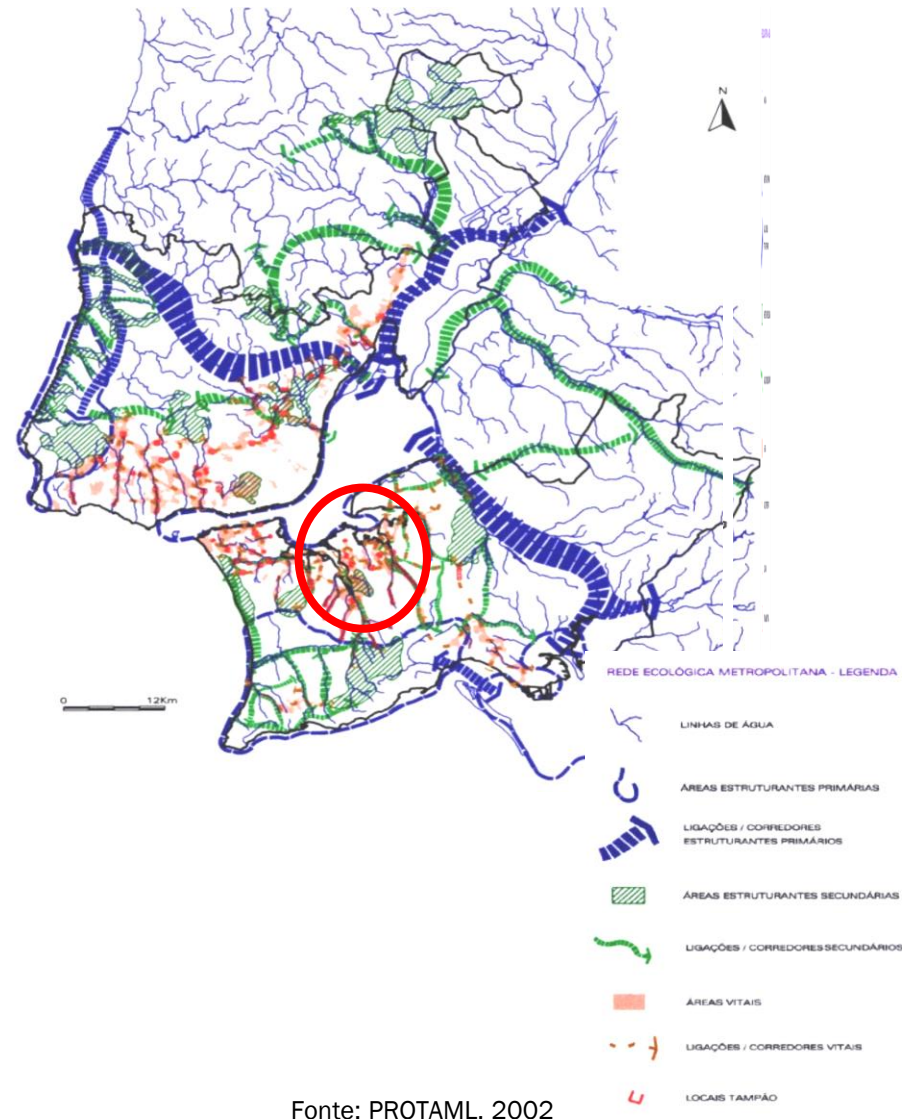 N
0 12Km
REDE ECOLÓGICA METROPOLITANA - LEGENDA
LINHAS DE ÁGUA
ÁREAS ESTRUTURANTES PRIMÁRIAS
LIGAÇÕES / CORREDORES
ESTRUTURANTES PRIMÁRIOS
ÁREAS ESTRUTURANTES SECUNDÁRIAS
LIGAÇÕES / CORREDORES SECUNDÁRIOS
ÁREAS VITAIS
LIGAÇÕES / CORREDORES VITAIS
LOCAIS TAMPÃO
Fonte: PROTAML, 2002